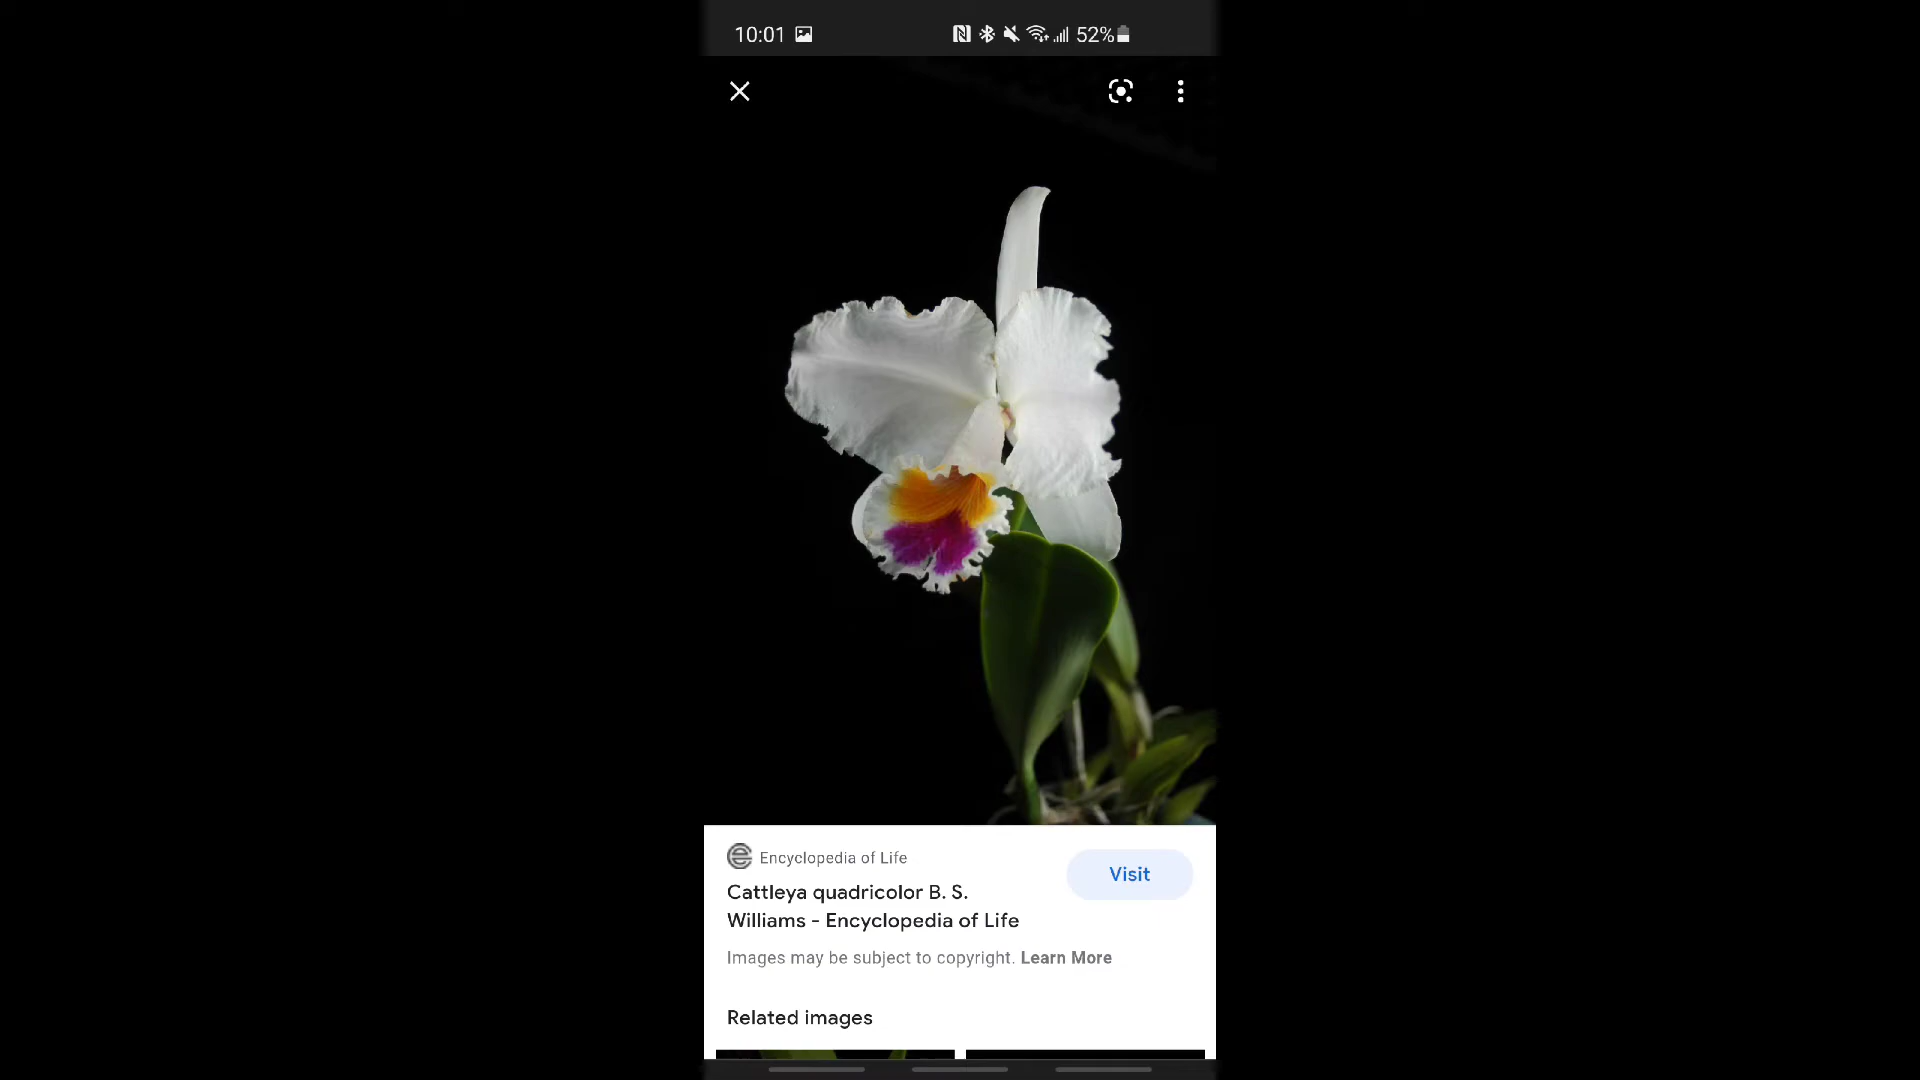 10:01
52%
Encyclopedia of Life
Visit
Cattleya quadricolor B. S.
Williams - Encyclopedia of Life
Images may be subject to copyright. Learn More
Related images